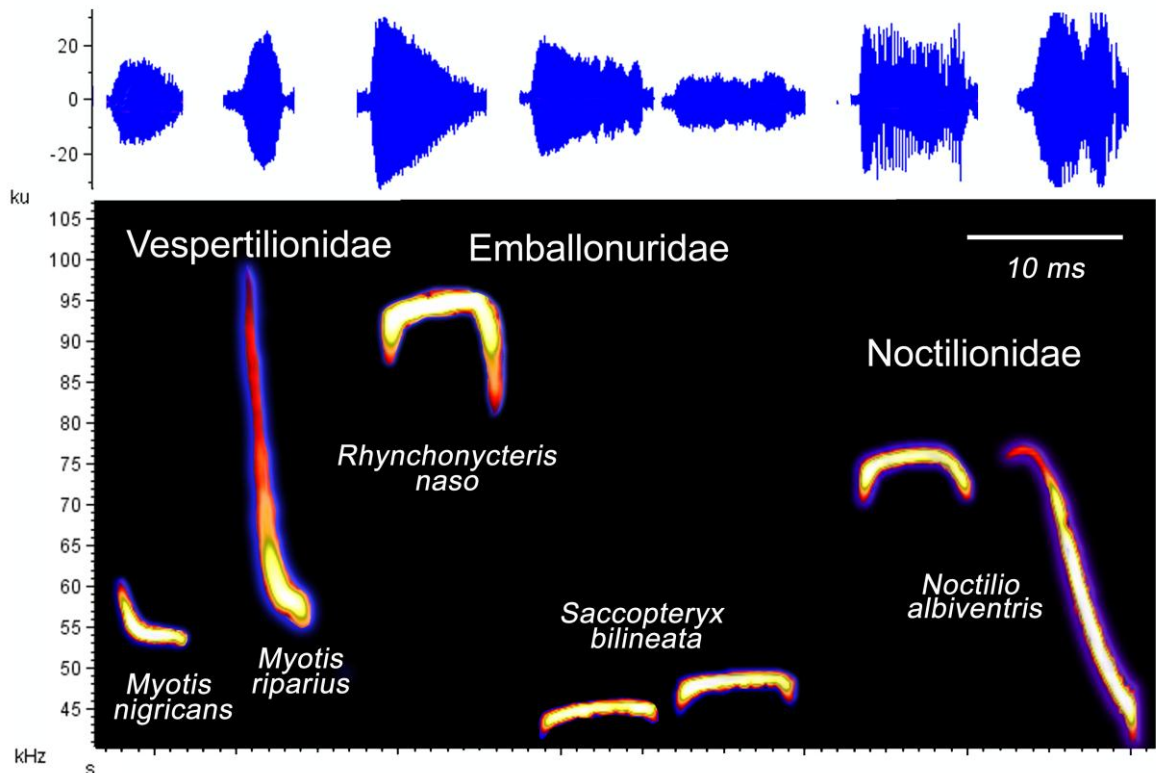 20
0
-20
ku
105
100
95
90
85
80
75
70
65
60
55
50
45
kHz
s
Vespertilionidae
Emballonuridae
10 ms
Noctilionidae
Rhynchonycteris
naso
Saccopteryx
bilineata
Noctilio
albiventris
Myotis
riparius
Myotis
nigricans